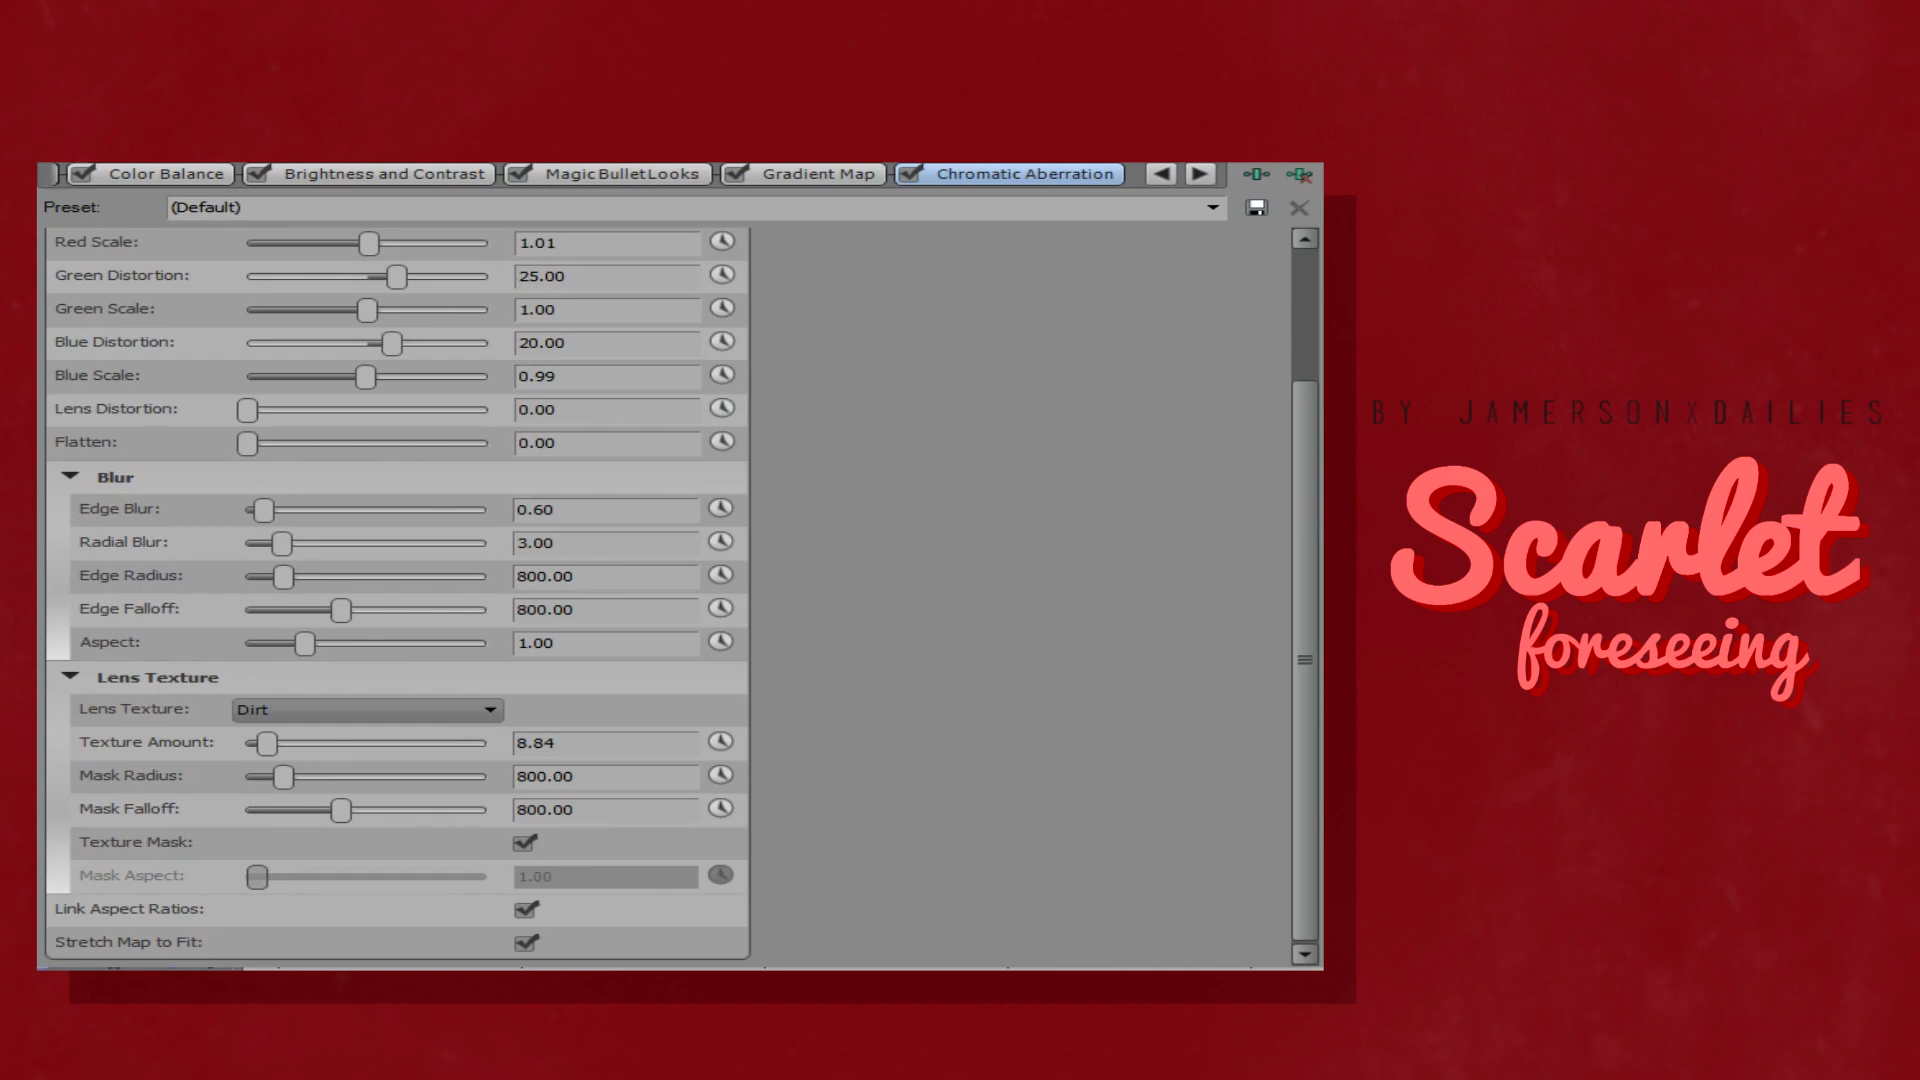 Color Balance Brightness and Contrast Magic Bullet Looks Gradient Map Chromatic Aberration
Preset: (Default)
Red Scale: 1.01
Green Distortion: 25.00
Green Scale: 1.00
Blue Distortion: 20.00
Blue Scale: 0.99
Lens Distortion: 0.00
Flatten: 0.00
Blur
Edge Blur: 0.60
Radial Blur: 3.00
Edge Radius: 800.00
Edge Falloff: 800.00
Aspect: 1.00
Lens Texture
Lens Texture: Dirt
Texture Amount: 8.84
Mask Radius: 800.00
Mask Falloff: 800.00
Texture Mask:
Mask Aspect: 1.00
Link Aspect Ratios:
Stretch Map to Fit:
BY JAMERSONXDAILIES
Scarlet
foreseeing